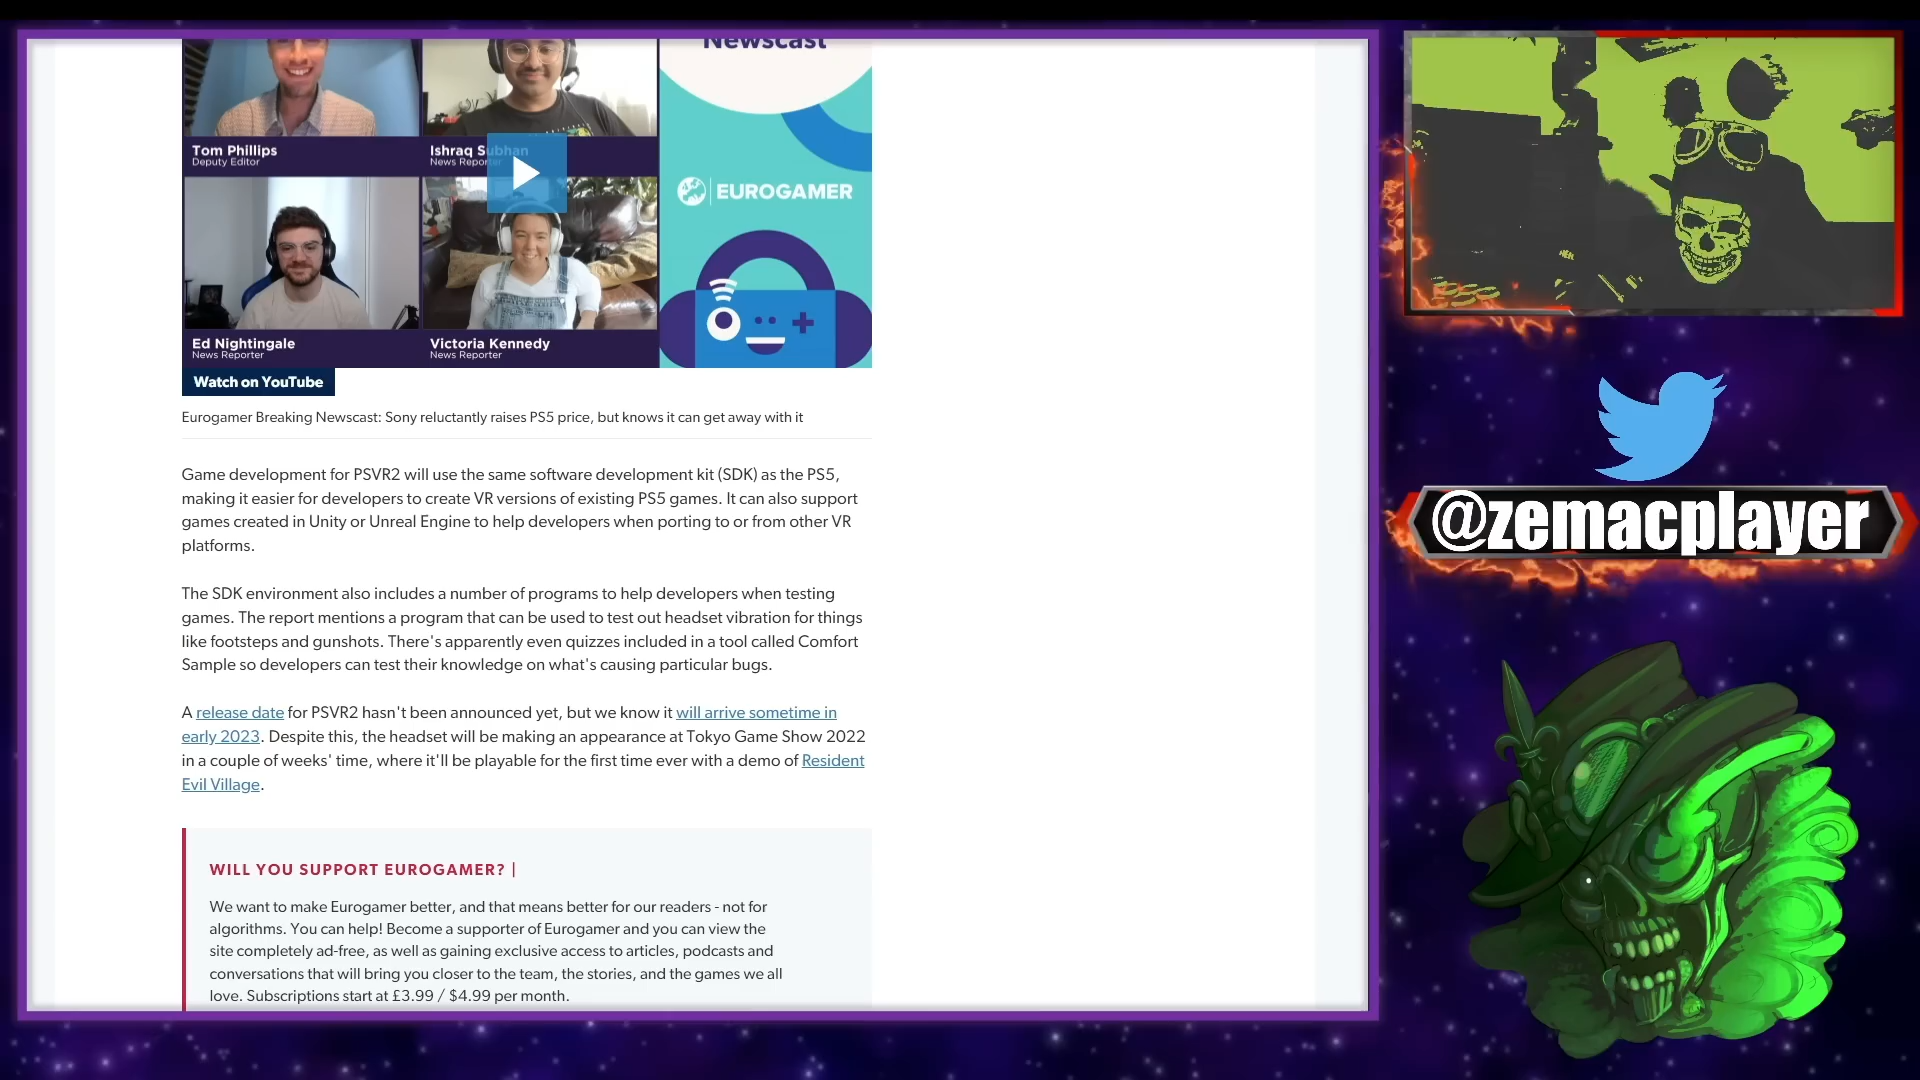 Newscast
Tom Phillips
Deputy Editor
Ishraq Subhan
News Reporter
EUROGAMER
Ed Nightingale
News Reporter
Victoria Kennedy
News Reporter
Watch on YouTube
Eurogamer Breaking Newscast: Sony reluctantly raises PS5 price, but knows it can get away with it
Game development for PSVR2 will use the same software development kit (SDK) as the PS5,
making it easier for developers to create VR versions of existing PS5 games. It can also support
games created in Unity or Unreal Engine to help developers when porting to or from other VR
platforms.
The SDK environment also includes a number of programs to help developers when testing
games. The report mentions a program that can be used to test out headset vibration for things
like footsteps and gunshots. There's apparently even quizzes included in a tool called Comfort
Sample so developers can test their knowledge on what's causing particular bugs.
A release date for PSVR2 hasn't been announced yet, but we know it will arrive sometime in
early 2023. Despite this, the headset will be making an appearance at Tokyo Game Show 2022
in a couple of weeks' time, where it'll be playable for the first time ever with a demo of Resident
Evil Village.
WILL YOU SUPPORT EUROGAMER? |
We want to make Eurogamer better, and that means better for our readers - not for
algorithms. You can help! Become a supporter of Eurogamer and you can view the
site completely ad-free, as well as gaining exclusive access to articles, podcasts and
conversations that will bring you closer to the team, the stories, and the games we all
love. Subscriptions start at £3.99 / $4.99 per month.
@zemacplayer